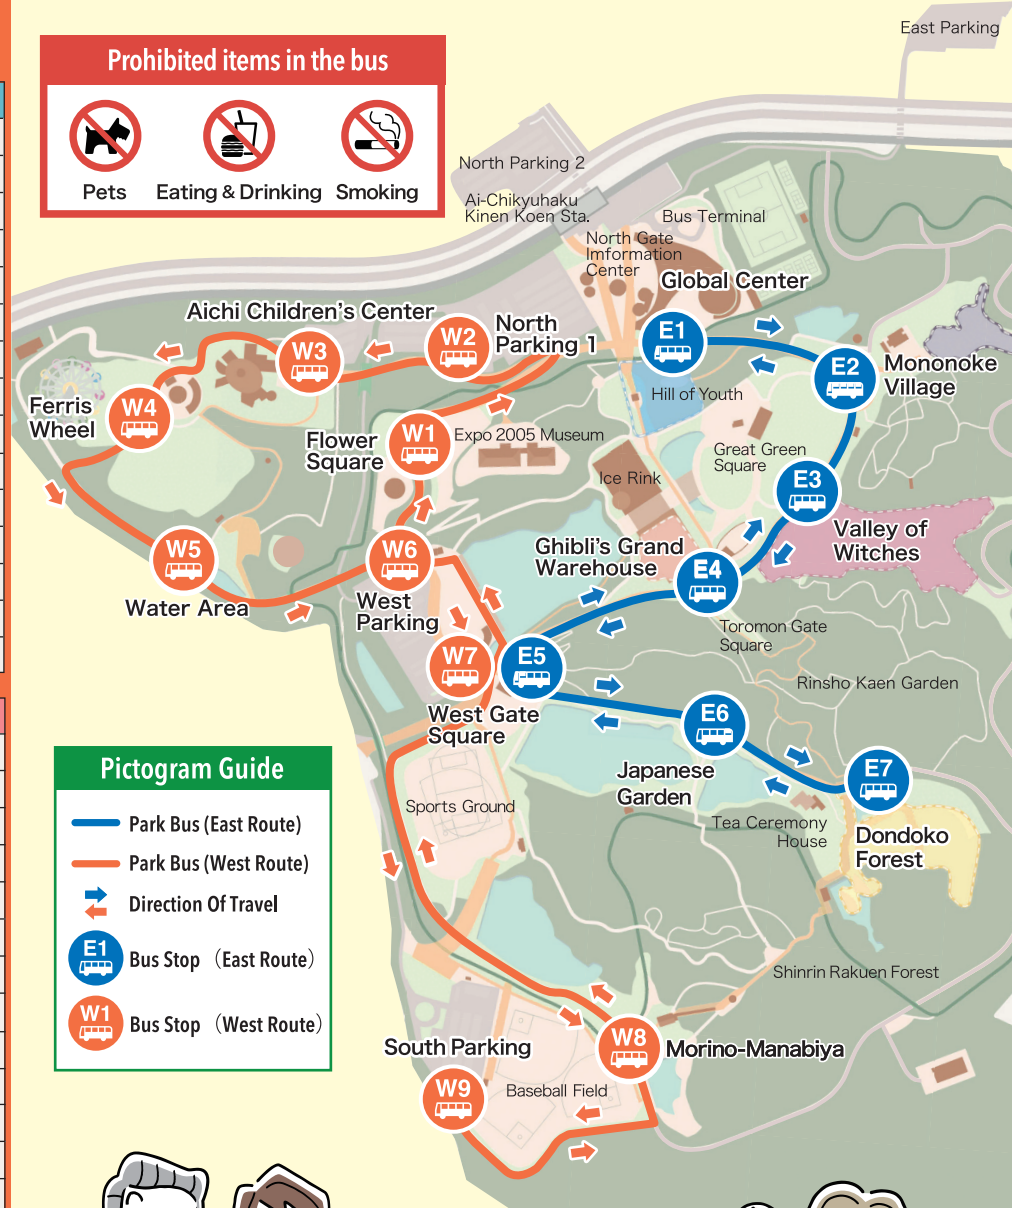 East Parking
Prohibited items in the bus
Pets
Eating & Drinking
Smoking
North Parking 2
Ai-Chikyuhaku
Kinen Koen Sta.
Bus Terminal
North Gate
Imformation
Center
Global Center
Aichi Children's Center
North
Parking 1
E1
W2
W3
E2
Mononoke
Village
Hill of Youth
Ferris
Wheel
W4
Flower
Square
W1
Expo 2005 Museum
Great Green
Square
Ice Rink
E3
Valley of
Witches
W5
Water Area
W6
West
Parking
Ghibli's Grand
Warehouse
E4
Toromon Gate
Square
W7
E5
West Gate
Square
Rinsho Kaen Garden
E6
Japanese
Garden
E7
Tea Ceremony
House
Dondoko
Forest
Pictogram Guide
Park Bus (East Route)
Park Bus (West Route)
Direction Of Travel
E1
Bus Stop (East Route)
W1
Bus Stop (West Route)
Sports Ground
Shinrin Rakuen Forest
South Parking
W8
Morino-Manabiya
W9
Baseball Field